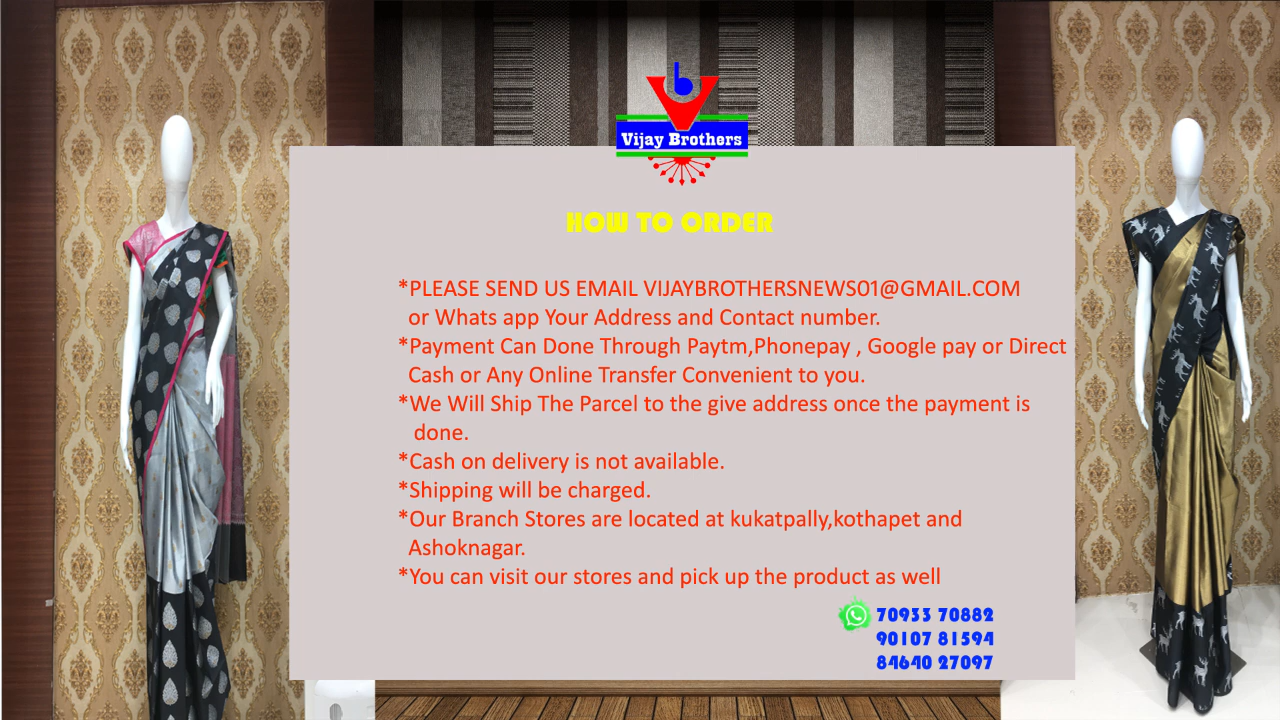 b
Vijay Brothers
HOW TO ORDER
*PLEASE SEND US EMAIL VIJAYBROTHERSNEWS01@GMAIL.COM
or Whats app Your Address and Contact number.
*Payment Can Done Through Paytm,Phonepay , Google pay or Direct
Cash or Any Online Transfer Convenient to you.
*We Will Ship The Parcel to the give address once the payment is
done.
*Cash on delivery is not available.
*Shipping will be charged.
*Our Branch Stores are located at kukatpally,kothapet and
Ashoknagar.
*You can visit our stores and pick up the product as well
70933 70882
90107 81594
84640 27097